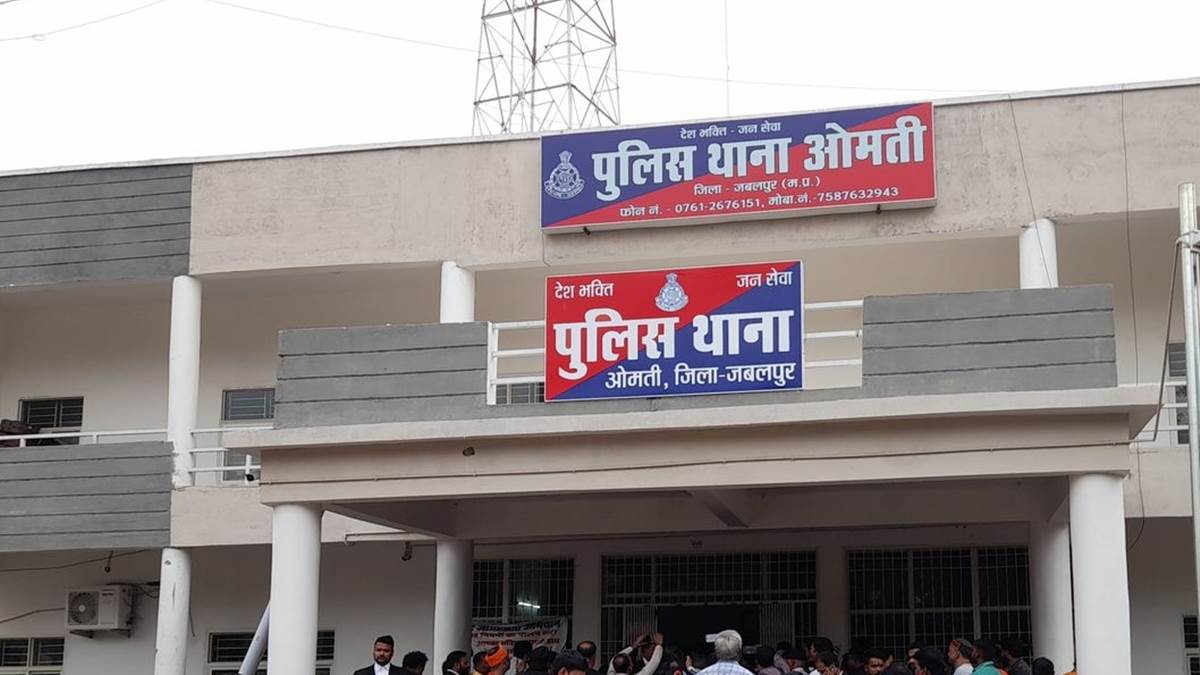 देश भक्ति - जन सेवा
पुलिस थाना ओमती
जिला - जबलपुर (म.प्र.)
फोन नं. - 0761-2676151, मोबा.नं.-7587632943
देश भक्ति जन सेवा
पुलिस थाना
ओमती, जिला-जबलपुर